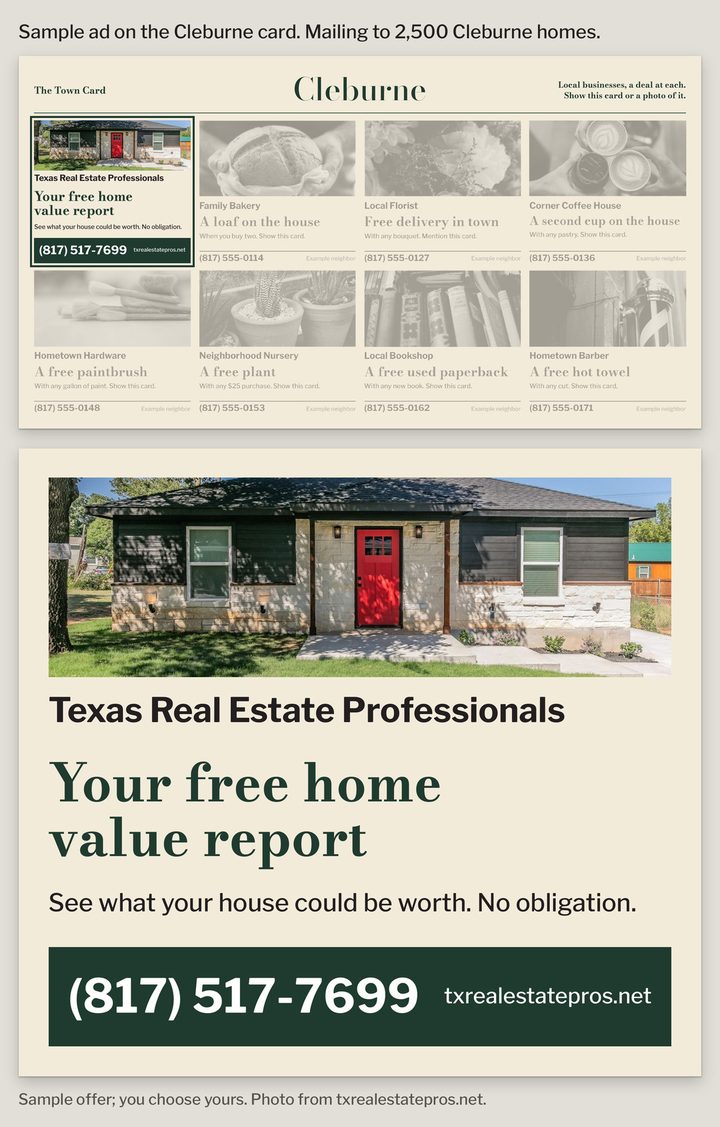 Sample ad on the Cleburne card. Mailing to 2,500 Cleburne homes.
The Town Card
Cleburne
Local businesses, a deal at each.
Show this card or a photo of it.
Texas Real Estate Professionals
Your free home
value report
See what your house could be worth. No obligation.
(817) 517-7699 txrealestatepros.net
Family Bakery
A loaf on the house
When you buy two. Show this card.
(817) 555-0114 Example neighbor
Local Florist
Free delivery in town
With any bouquet. Mention this card.
(817) 555-0127 Example neighbor
Corner Coffee House
A second cup on the house
With any pastry. Show this card.
(817) 555-0136 Example neighbor
Hometown Hardware
A free paintbrush
With any gallon of paint. Show this card.
(817) 555-0148 Example neighbor
Neighborhood Nursery
A free plant
With any $25 purchase. Show this card.
(817) 555-0153 Example neighbor
Local Bookshop
A free used paperback
With any new book. Show this card.
(817) 555-0162 Example neighbor
Hometown Barber
A free hot towel
With any cut. Show this card.
(817) 555-0171 Example neighbor
Texas Real Estate Professionals
Your free home
value report
See what your house could be worth. No obligation.
(817) 517-7699 txrealestatepros.net
Sample offer; you choose yours. Photo from txrealestatepros.net.